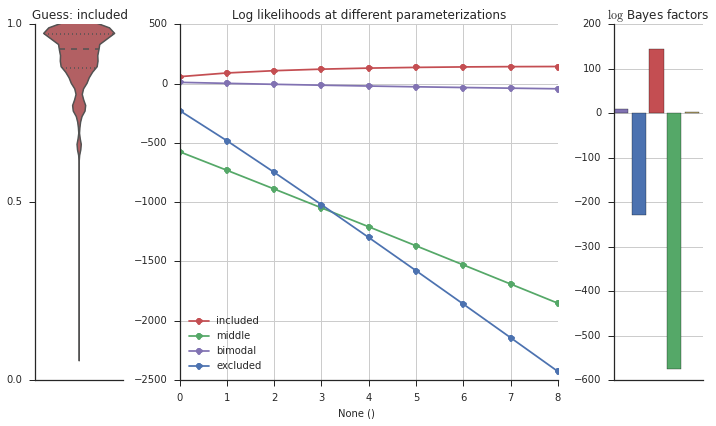 Guess: included
1.0
0.5
0.0
Log likelihoods at different parameterizations
500
0
−500
−1000
−1500
−2000
−2500
included
middle
bimodal
excluded
0 1 2 3 4 5 6 7 8
None ()
log Bayes factors
200
100
0
−100
−200
−300
−400
−500
−600